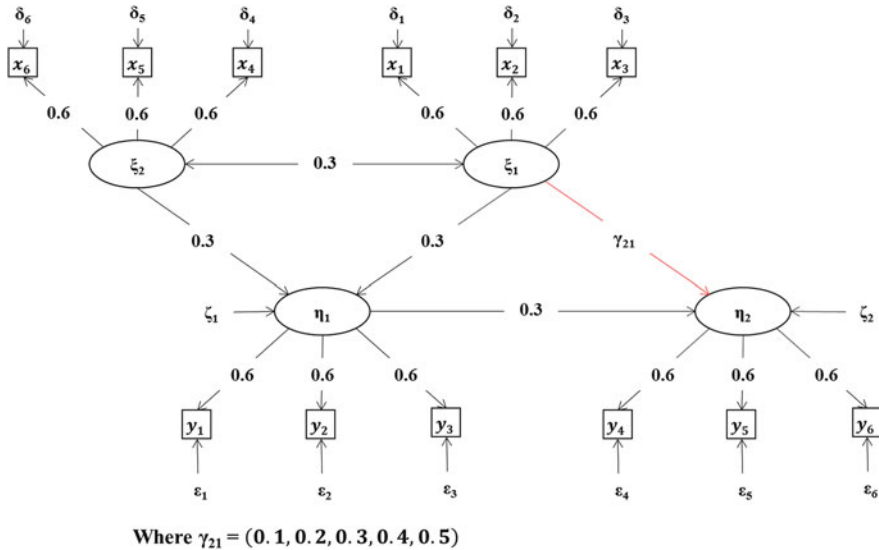 δ₆ δ₅ δ₄ δ₁ δ₂ δ₃
x₆ x₅ x₄ x₁ x₂ x₃
0.6 0.6 0.6 0.6 0.6 0.6
ξ₂ 0.3 ξ₁
0.3 0.3 γ₂₁
ζ₁ η₁ 0.3 η₂ ζ₂
0.6 0.6 0.6 0.6 0.6 0.6
y₁ y₂ y₃ y₄ y₅ y₆
ε₁ ε₂ ε₃ ε₄ ε₅ ε₆
Where γ₂₁ = (0.1, 0.2, 0.3, 0.4, 0.5)